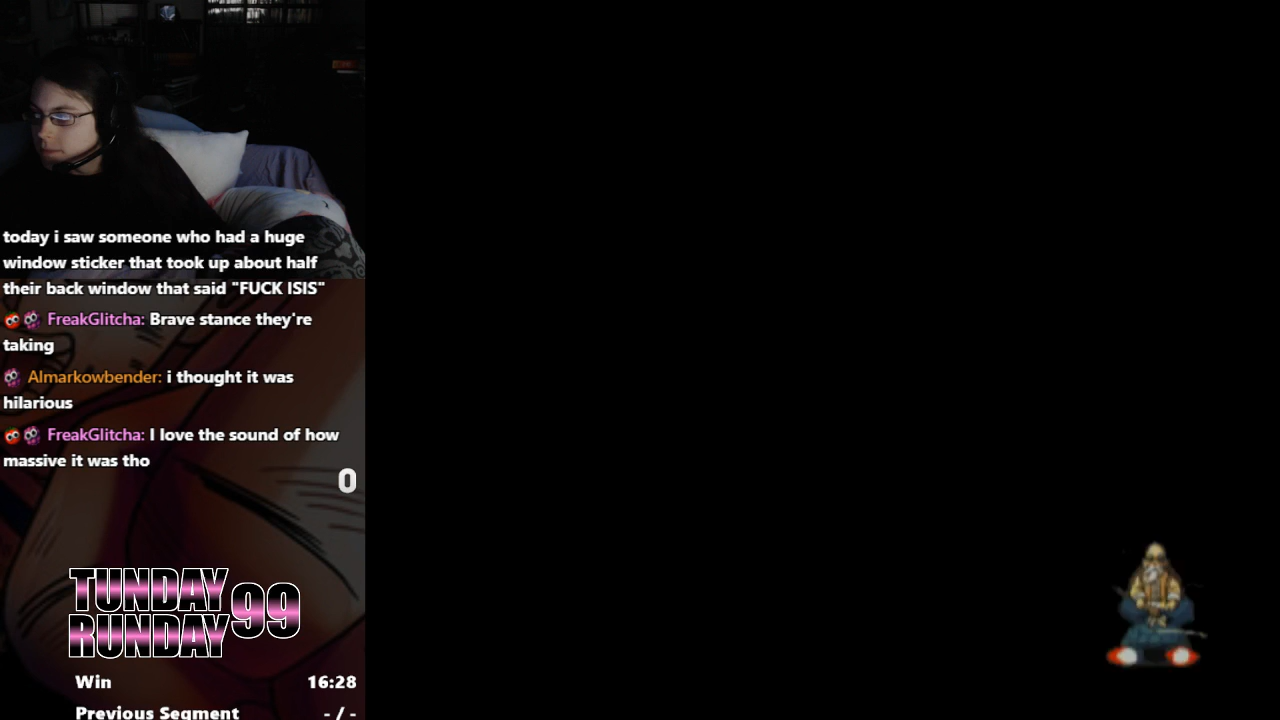 today i saw someone who had a huge
window sticker that took up about half
their back window that said "FUCK ISIS"
FreakGlitcha: Brave stance they're
taking
Almarkowbender: i thought it was
hilarious
FreakGlitcha: I love the sound of how
massive it was tho
0
TUNDAY
RUNDAY 99
Win 16:28
Previous Segment - / -